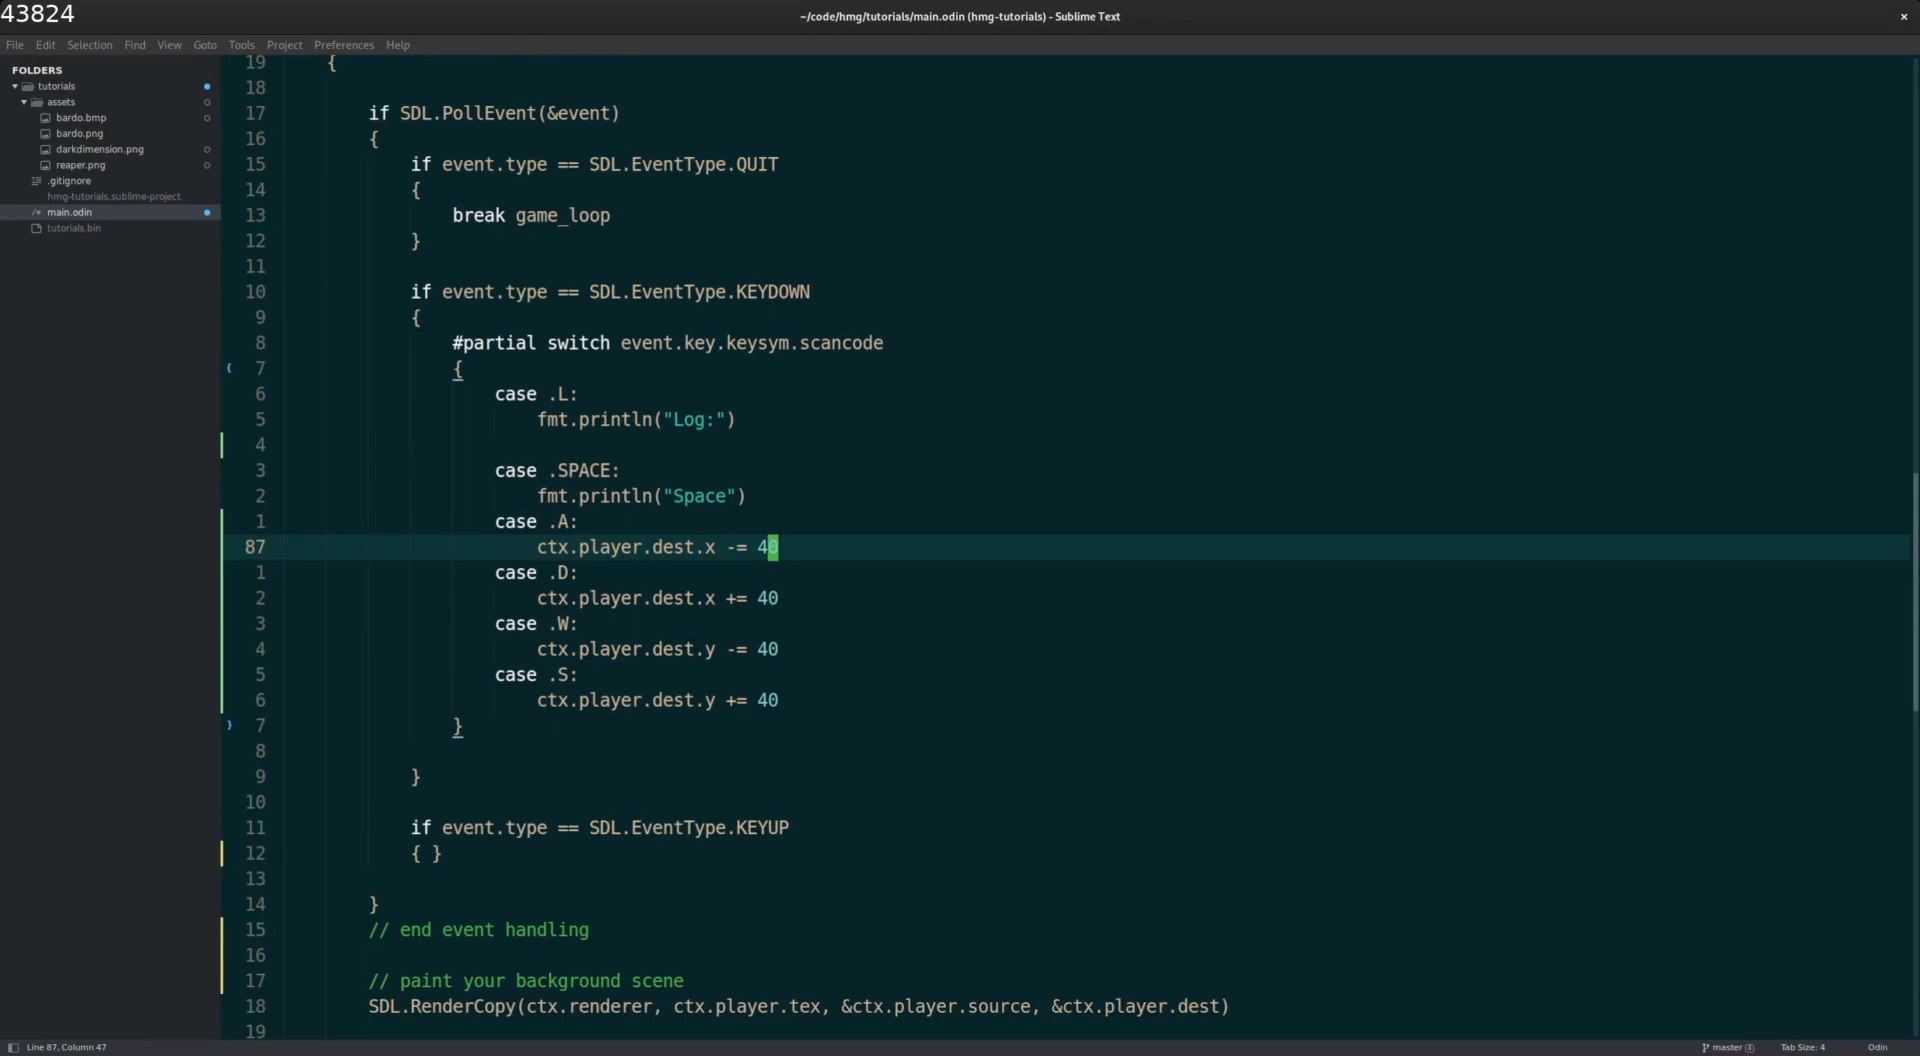 43824
~/code/hmg/tutorials/main.odin (hmg-tutorials) - Sublime Text
×
File Edit Selection Find View Goto Tools Project Preferences Help
FOLDERS
tutorials
assets
bardo.bmp
bardo.png
darkdimension.png
reaper.png
.gitignore
hmg-tutorials.sublime-project
/* main.odin
tutorials.bin
19 {
18
17 if SDL.PollEvent(&event)
16 {
15 if event.type == SDL.EventType.QUIT
14 {
13 break game_loop
12 }
11
10 if event.type == SDL.EventType.KEYDOWN
9 {
8 #partial switch event.key.keysym.scancode
{ 7 {
6 case .L:
5 fmt.println("Log:")
4
3 case .SPACE:
2 fmt.println("Space")
1 case .A:
87 ctx.player.dest.x -= 40
1 case .D:
2 ctx.player.dest.x += 40
3 case .W:
4 ctx.player.dest.y -= 40
5 case .S:
6 ctx.player.dest.y += 40
} 7 }
8
9 }
10
11 if event.type == SDL.EventType.KEYUP
12 { }
13
14 }
15 // end event handling
16
17 // paint your background scene
18 SDL.RenderCopy(ctx.renderer, ctx.player.tex, &ctx.player.source, &ctx.player.dest)
19
Line 87, Column 47
master (4)
Tab Size: 4
Odin